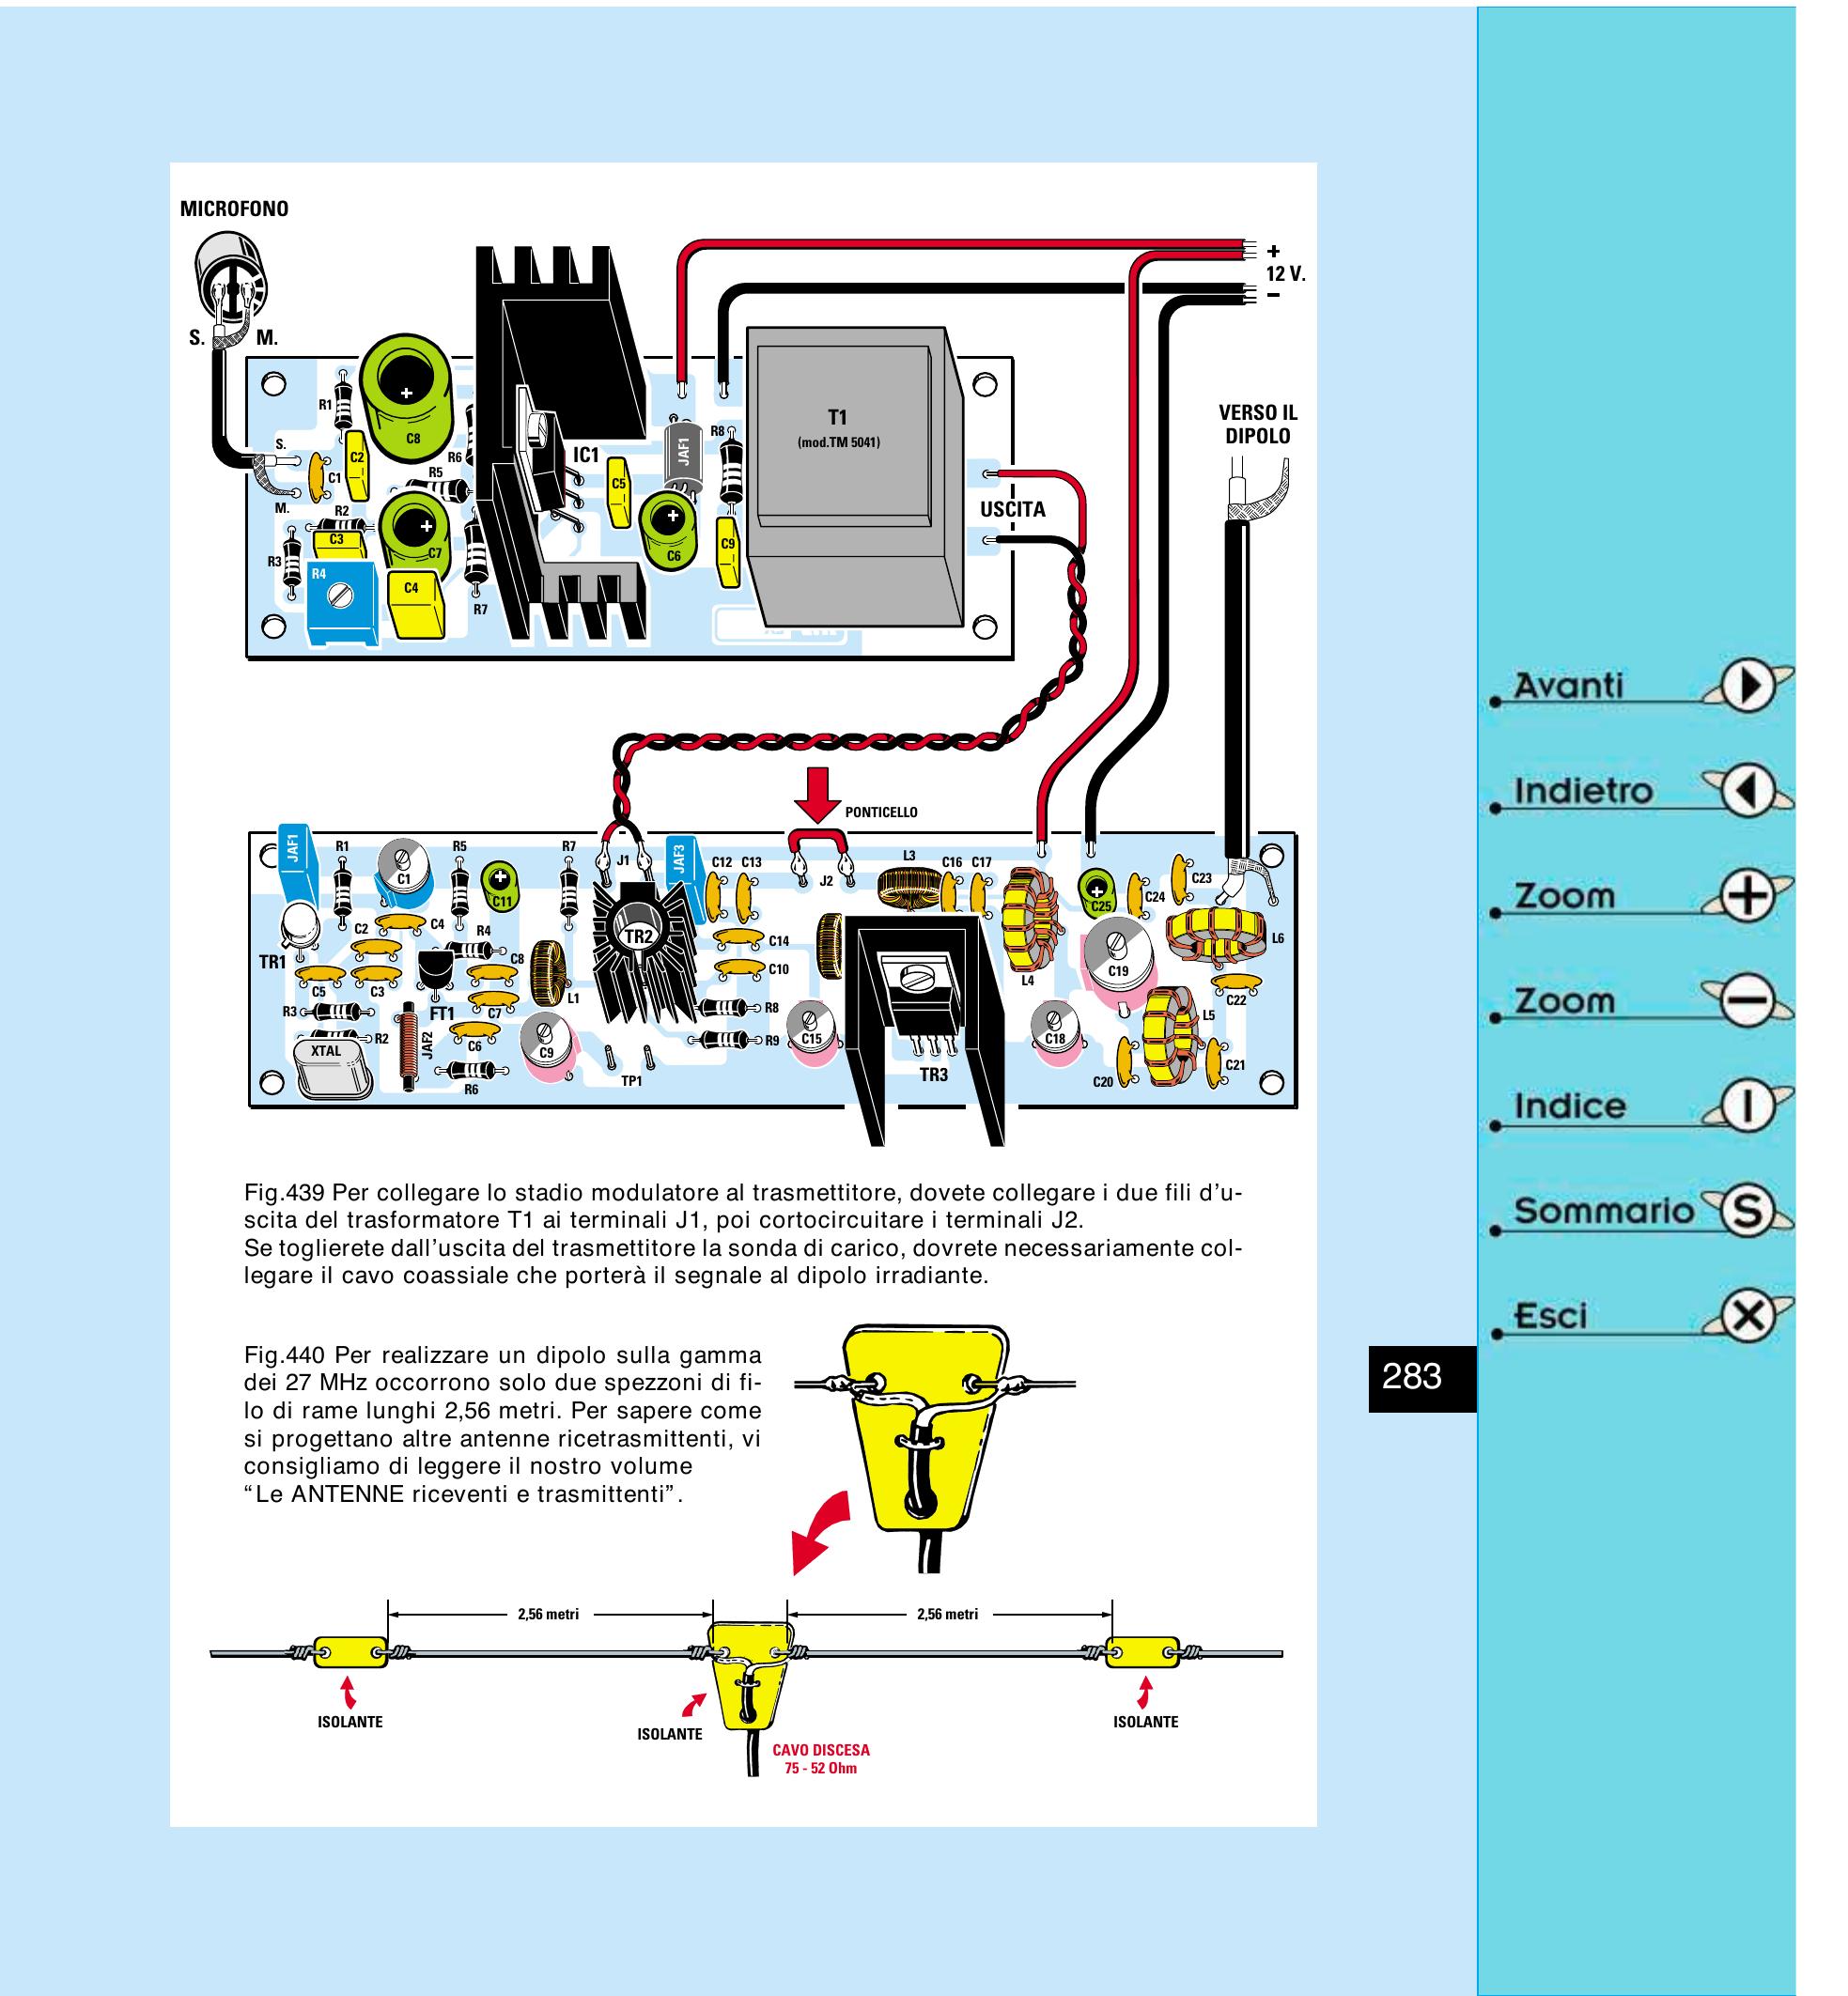 MICROFONO
S.
M.
+
12 V.
-
R1
C8
S.
C1
C2
M.
R2
C3
R3
R4
C7
C4
R5
R6
R7
IC1
C5
JAF1
C6
R8
C9
T1
(mod.TM 5041)
USCITA
VERSO IL
DIPOLO
PONTICELLO
JAF1
R1
C1
R5
C11
R7
J1
JAF3
C12
C13
J2
L3
C16
C17
C25
C24
C23
TR1
C2
C4
R4
C8
TR2
C14
C10
L4
C19
L6
C5
C3
FT1
C7
L1
C22
R3
R2
XTAL
JAF2
C6
R6
C9
TP1
R8
R9
C15
TR3
C18
L5
C20
C21
Fig.439 Per collegare lo stadio modulatore al trasmettitore, dovete collegare i due fili d'u-
scita del trasformatore T1 ai terminali J1, poi cortocircuitare i terminali J2.
Se toglierete dall'uscita del trasmettitore la sonda di carico, dovrete necessariamente col-
legare il cavo coassiale che porterà il segnale al dipolo irradiante.
Fig.440 Per realizzare un dipolo sulla gamma
dei 27 MHz occorrono solo due spezzoni di fi-
lo di rame lunghi 2,56 metri. Per sapere come
si progettano altre antenne ricetrasmittenti, vi
consigliamo di leggere il nostro volume
“Le ANTENNE riceventi e trasmittenti”.
2,56 metri
2,56 metri
ISOLANTE
ISOLANTE
ISOLANTE
CAVO DISCESA
75 - 52 Ohm
283
Avanti
Indietro
Zoom +
Zoom -
Indice I
Sommario S
Esci X